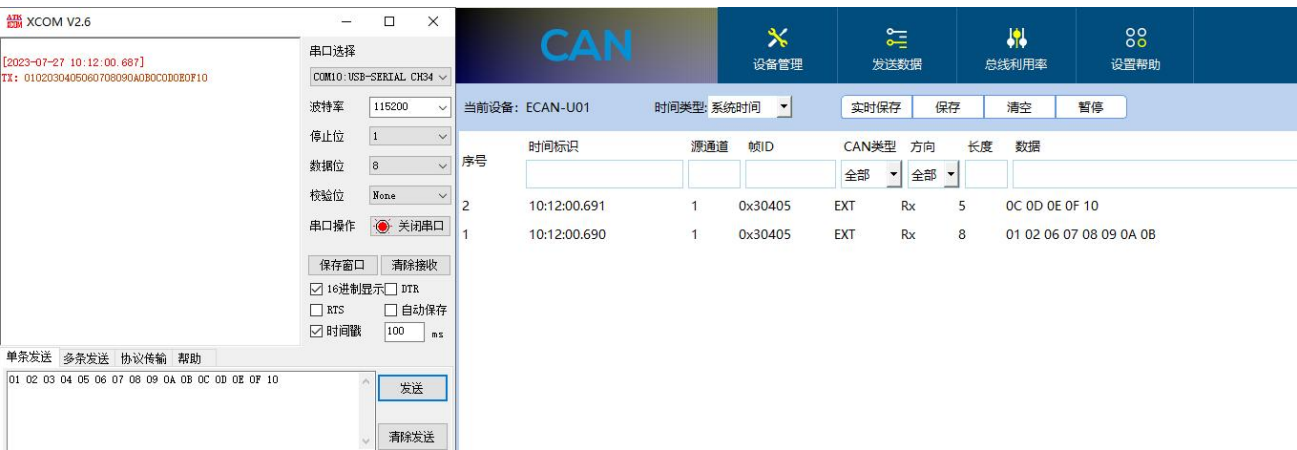 XCOM V2.6
[2023-07-27 10:12:00.687]
TX: 0102030405060708090A0B0C0D0E0F10
串口选择
COM10:USB-SERIAL CH34
波特率 115200
停止位 1
数据位 8
校验位 None
串口操作 关闭串口
保存窗口 清除接收
16进制显示 DTR
RTS 自动保存
时间戳 100 ms
单条发送 多条发送 协议传输 帮助
01 02 03 04 05 06 07 08 09 0A 0B 0C 0D 0E 0F 10
发送
清除发送
CAN
设备管理 发送数据 总线利用率 设置帮助
当前设备: ECAN-U01 时间类型: 系统时间 实时保存 保存 清空 暂停
序号 时间标识 源通道 帧ID CAN类型 方向 长度 数据
全部 全部
2 10:12:00.691 1 0x30405 EXT Rx 5 0C 0D 0E 0F 10
1 10:12:00.690 1 0x30405 EXT Rx 8 01 02 06 07 08 09 0A 0B